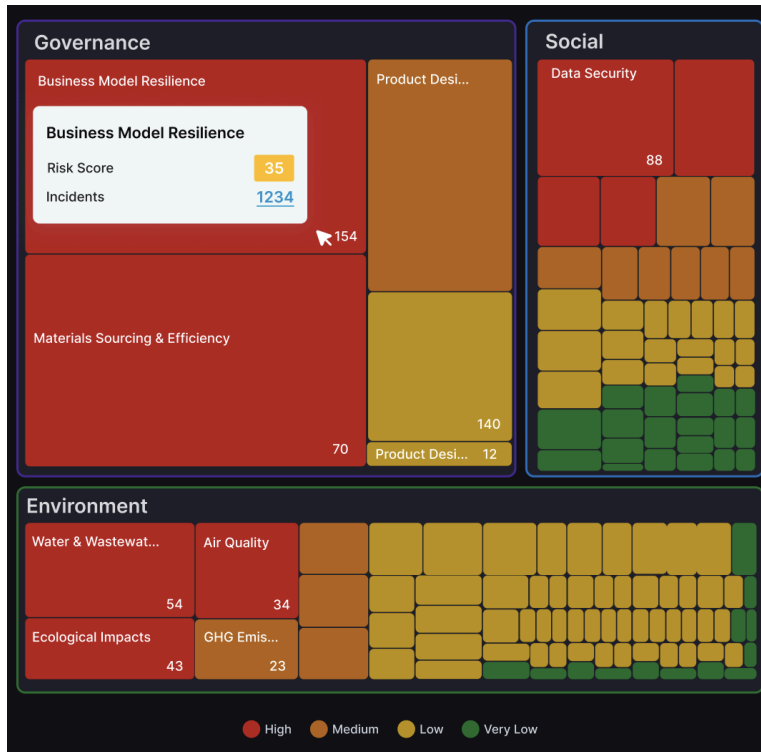 Governance
Business Model Resilience
Business Model Resilience
Risk Score 35
Incidents 1234
154
Materials Sourcing & Efficiency
70
Product Desi...
140
Product Desi... 12
Social
Data Security
88
Environment
Water & Wastewat...
54
Air Quality
34
Ecological Impacts
43
GHG Emis...
23
High Medium Low Very Low